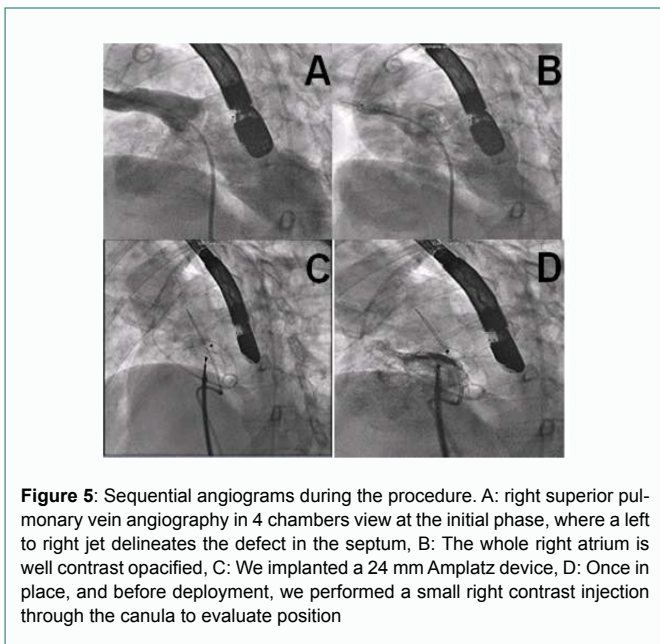 A
B
C
D
Figure 5: Sequential angiograms during the procedure. A: right superior pul-
monary vein angiography in 4 chambers view at the initial phase, where a left
to right jet delineates the defect in the septum, B: The whole right atrium is
well contrast opacified, C: We implanted a 24 mm Amplatz device, D: Once in
place, and before deployment, we performed a small right contrast injection
through the canula to evaluate position